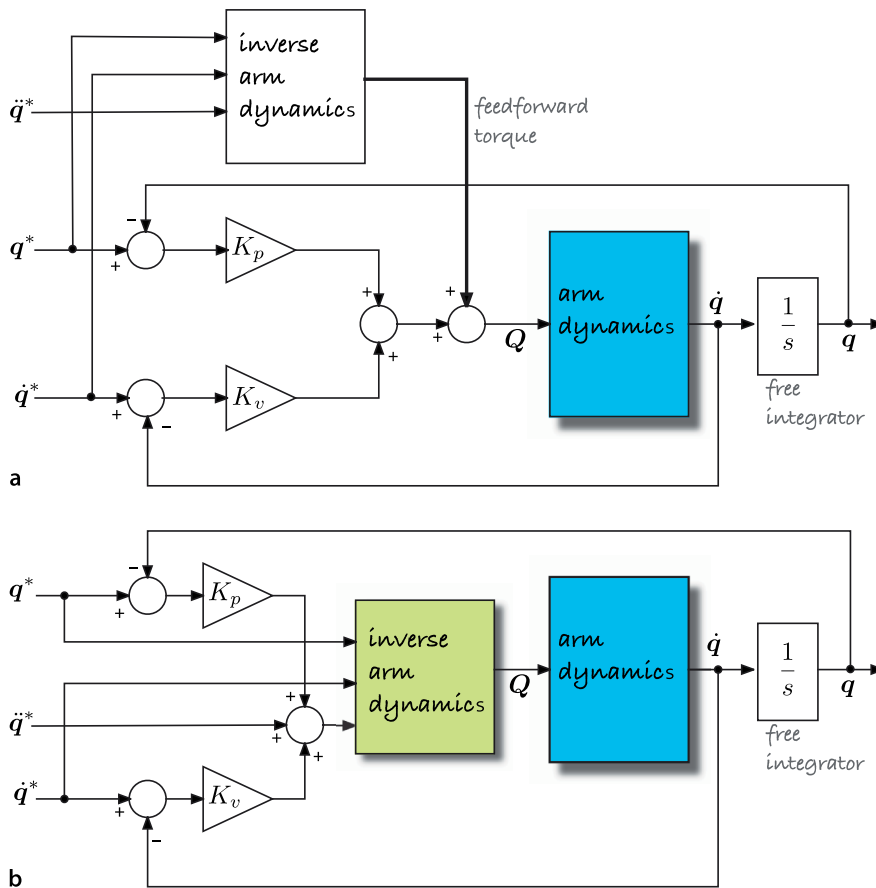 inverse
arm
dynamics
q̈*
feedforward
torque
−
q*
+
K_p
+
+
+
+
Q
arm
dynamics
q̇
1/s
q
q̇*
+
−
K_v
free
integrator
a
−
q*
+
K_p
inverse
arm
dynamics
Q
arm
dynamics
q̇
1/s
q
q̈*
+
+
+
free
integrator
q̇*
+
−
K_v
b